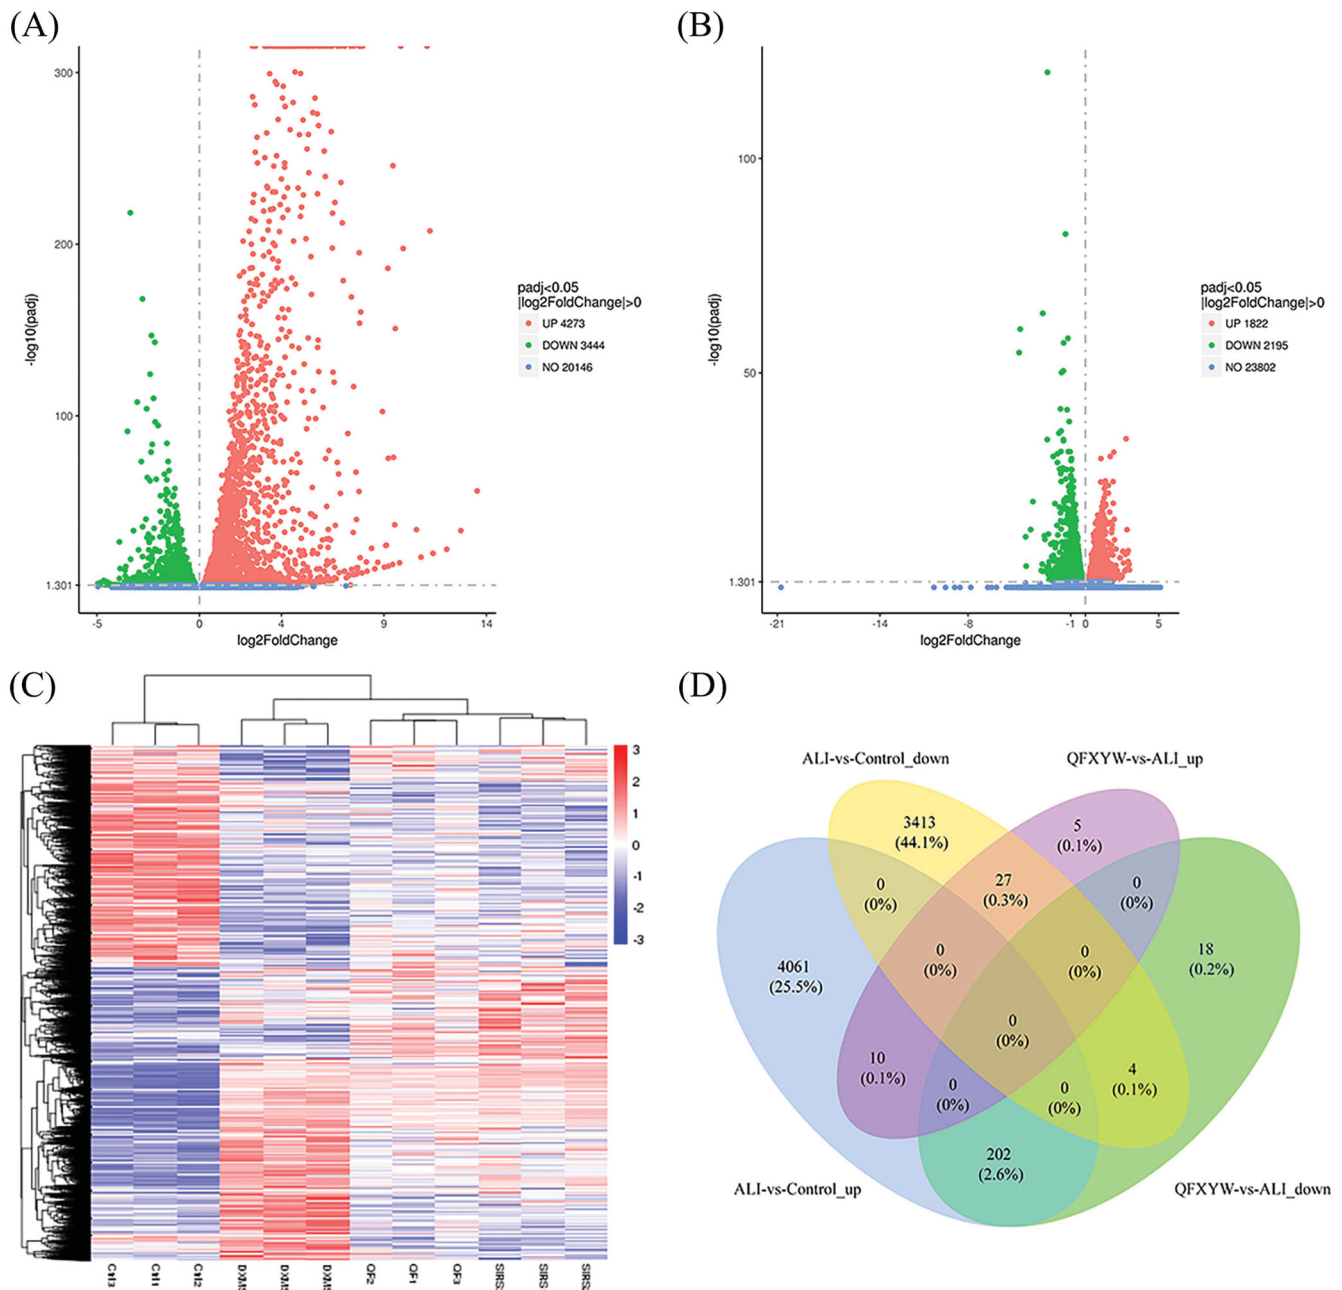 (A)
300
200
100
1.301
-log10(padj)
-5
0
4
9
14
log2FoldChange
padj<0.05
|log2FoldChange|>0
UP 4273
DOWN 3444
NO 20146
(B)
100
50
1.301
-log10(padj)
-21
-14
-8
-1
0
5
log2FoldChange
padj<0.05
|log2FoldChange|>0
UP 1822
DOWN 2195
NO 23802
(C)
3
2
1
0
-1
-2
-3
Ctrl3
Ctrl1
Ctrl2
QF2
QF1
QF3
(D)
ALI-vs-Control_down
QFXYW-vs-ALI_up
3413
(44.1%)
5
(0.1%)
0
(0%)
27
(0.3%)
0
(0%)
4061
(25.5%)
0
(0%)
0
(0%)
18
(0.2%)
0
(0%)
10
(0.1%)
0
(0%)
0
(0%)
4
(0.1%)
202
(2.6%)
ALI-vs-Control_up
QFXYW-vs-ALI_down